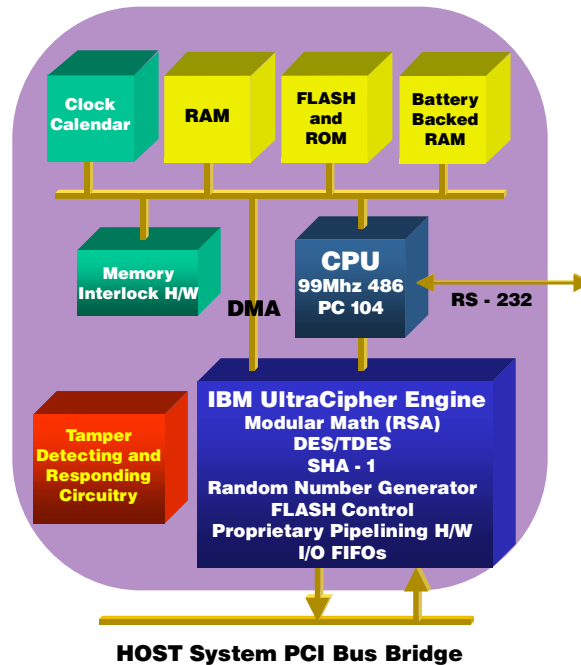 Clock
Calendar
RAM
FLASH
and
ROM
Battery
Backed
RAM
Memory
Interlock H/W
DMA
CPU
99Mhz 486
PC 104
RS - 232
Tamper
Detecting and
Responding
Circuitry
IBM UltraCipher Engine
Modular Math (RSA)
DES/TDES
SHA - 1
Random Number Generator
FLASH Control
Proprietary Pipelining H/W
I/O FIFOs
HOST System PCI Bus Bridge